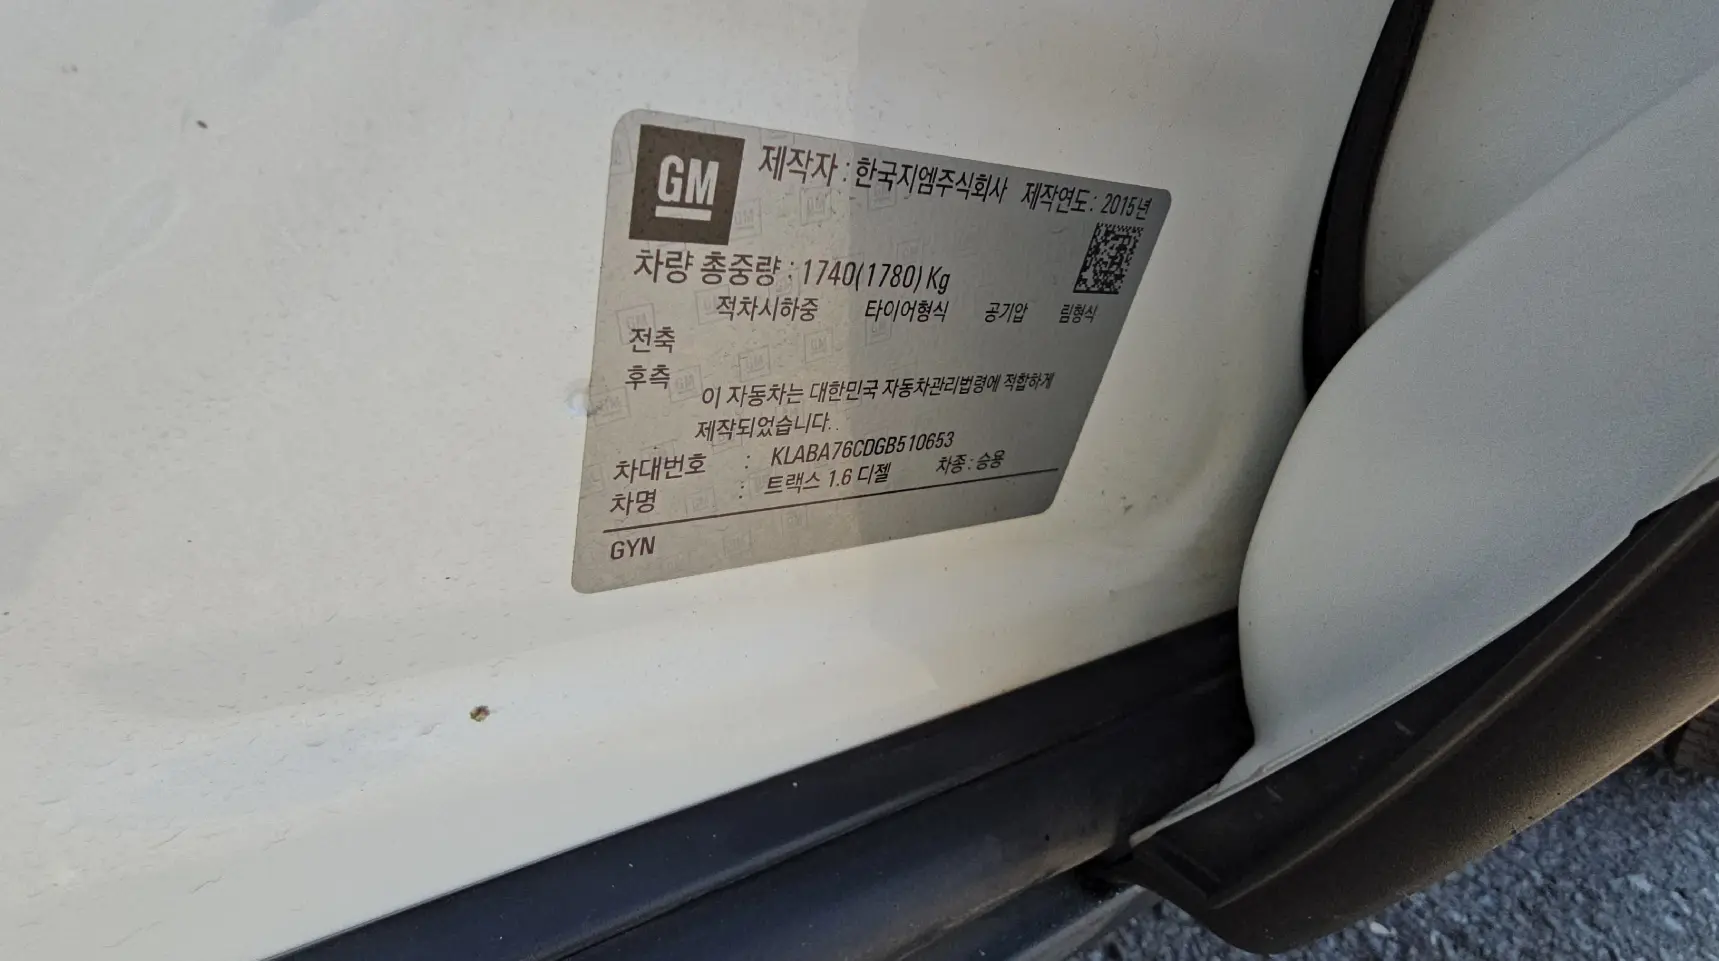 GM
제작자 : 한국지엠주식회사 제작연도 : 2015년
차량 총중량 : 1740(1780) Kg
적차시하중 타이어형식 공기압 림형식
전축
후측
이 자동차는 대한민국 자동차관리법령에 적합하게
제작되었습니다..
차대번호 : KLABA76CDGB510653
차명 : 트랙스 1.6 디젤 차종 : 승용
GYN